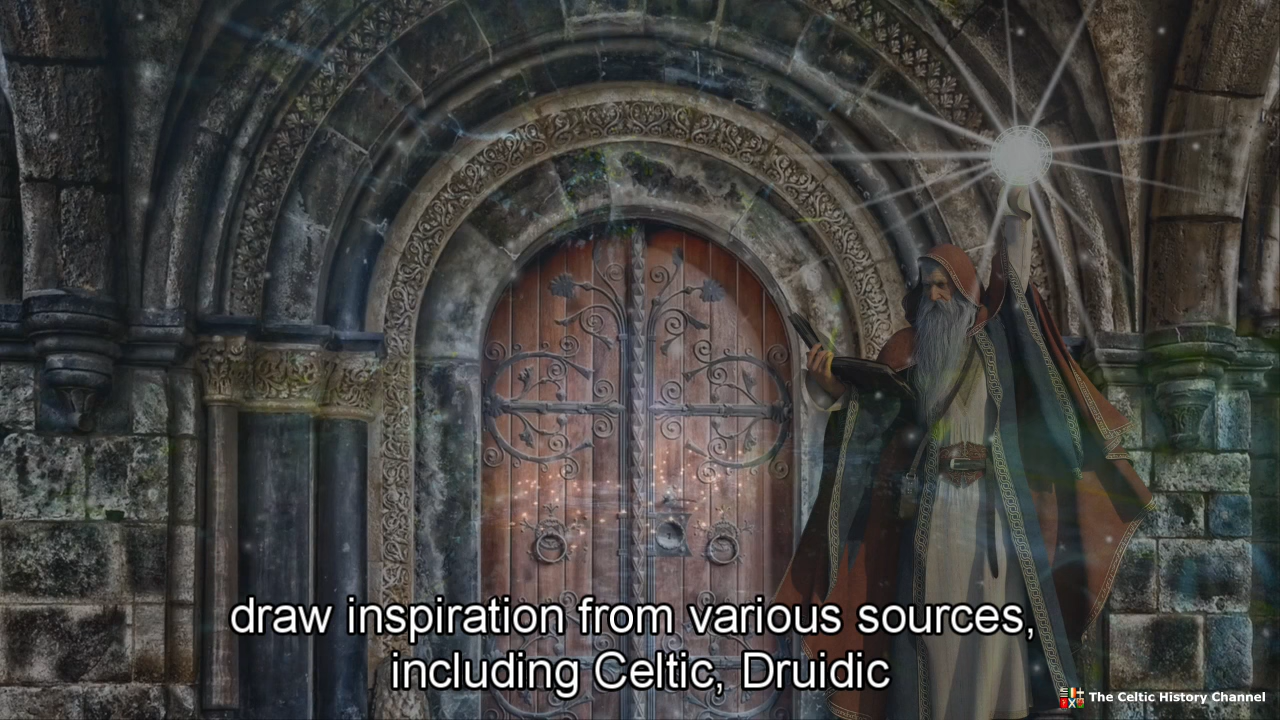 draw inspiration from various sources,
including Celtic, Druidic
The Celtic History Channel